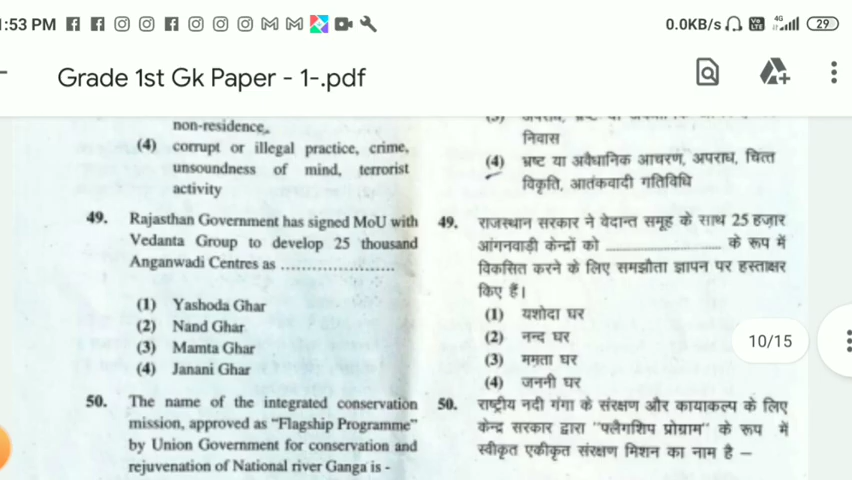 :53 PM
0.0KB/s
4G
29
Grade 1st Gk Paper - 1-.pdf
non-residence,
(4) corrupt or illegal practice, crime,
unsoundness of mind, terrorist
activity
49. Rajasthan Government has signed MoU with
Vedanta Group to develop 25 thousand
Anganwadi Centres as ........................
(1) Yashoda Ghar
(2) Nand Ghar
(3) Mamta Ghar
(4) Janani Ghar
50. The name of the integrated conservation
mission, approved as “Flagship Programme”
by Union Government for conservation and
rejuvenation of National river Ganga is -
निवास
(4) भ्रष्ट या अवैधानिक आचरण, अपराध, चित्त
विकृति, आतंकवादी गतिविधि
49. राजस्थान सरकार ने वेदान्त समूह के साथ 25 हज़ार
आंगनवाड़ी केन्द्रों को ____________ के रूप में
विकसित करने के लिए समझौता ज्ञापन पर हस्ताक्षर
किए हैं।
(1) यशोदा घर
(2) नन्द घर
(3) ममता घर
(4) जननी घर
50. राष्ट्रीय नदी गंगा के संरक्षण और कायाकल्प के लिए
केन्द्र सरकार द्वारा “फ्लैगशिप प्रोग्राम” के रूप में
स्वीकृत एकीकृत संरक्षण मिशन का नाम है –
10/15